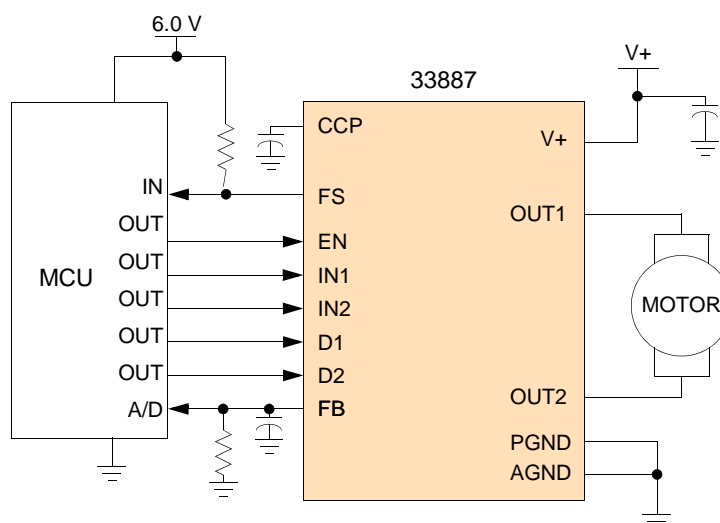 6.0 V
V+
33887
CCP
V+
IN
FS
OUT
OUT1
EN
OUT
IN1
MCU
OUT
IN2
MOTOR
OUT
D1
OUT
D2
OUT2
A/D
FB
PGND
AGND